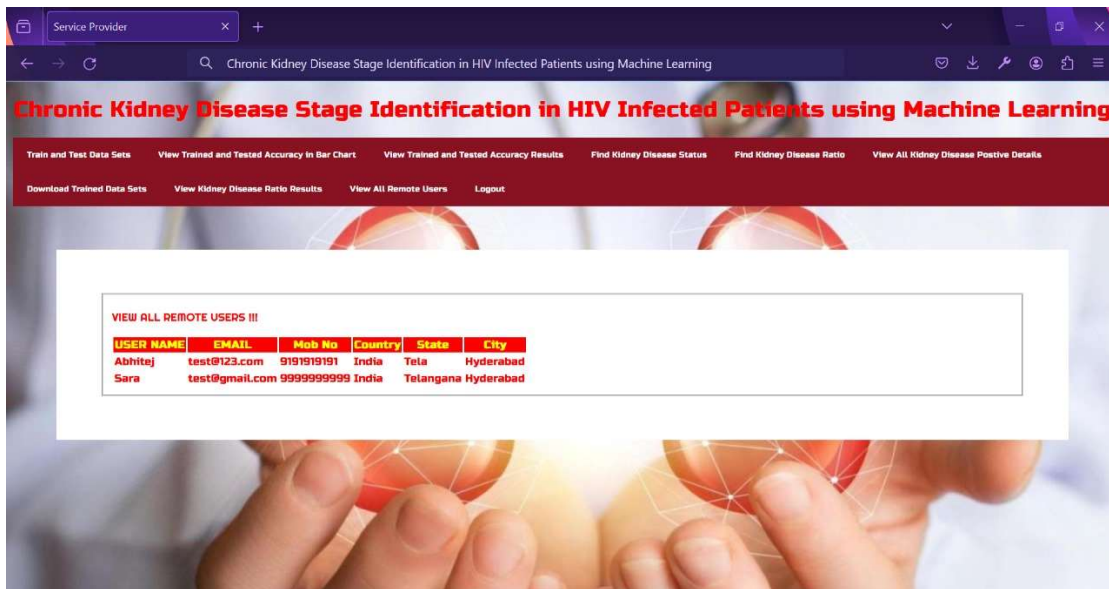 Service Provider
Chronic Kidney Disease Stage Identification in HIV Infected Patients using Machine Learning
Chronic Kidney Disease Stage Identification in HIV Infected Patients using Machine Learning
Train and Test Data Sets View Trained and Tested Accuracy in Bar Chart View Trained and Tested Accuracy Results Find Kidney Disease Status Find Kidney Disease Ratio View All Kidney Disease Postive Details
Download Trained Data Sets View Kidney Disease Ratio Results View All Remote Users Logout
VIEW ALL REMOTE USERS !!!
USER NAME EMAIL Mob No Country State City
Abhitej test@123.com 9191919191 India Tela Hyderabad
Sara test@gmail.com 9999999999 India Telangana Hyderabad